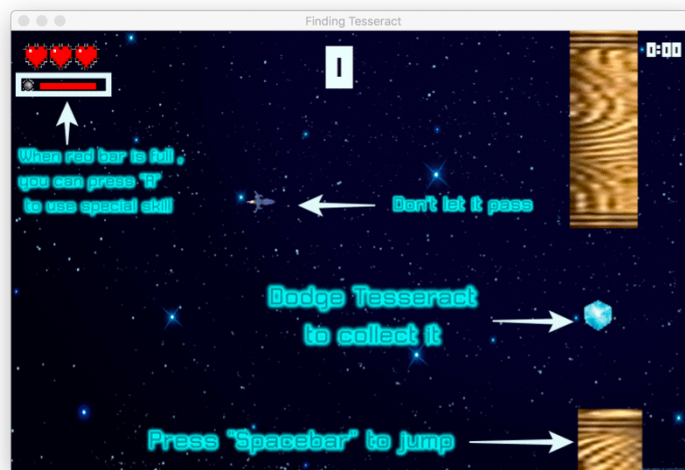 Finding Tesseract
0:00
1
When red bar is full ,
you can press "A"
to use special skill
Don't let it pass
Dodge Tesseract
to collect it
Press "Spacebar" to jump